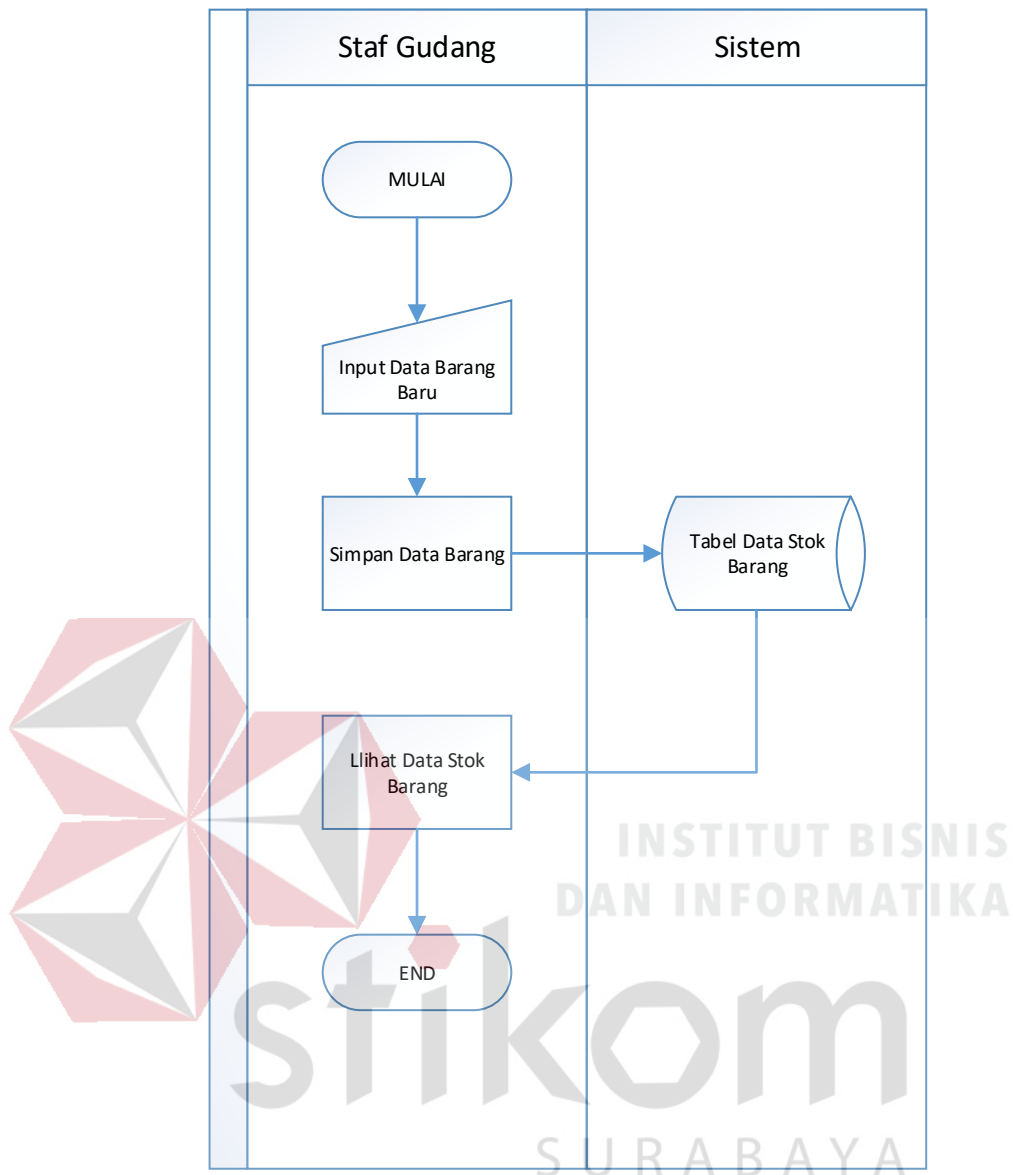 Staf Gudang
Sistem
MULAI
Input Data Barang
Baru
Simpan Data Barang
Tabel Data Stok
Barang
Llihat Data Stok
Barang
END
INSTITUT BISNIS
DAN INFORMATIKA
stikom
SURABAYA